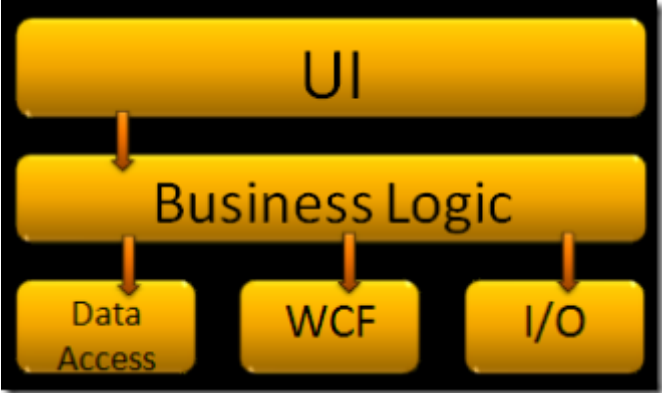 UI
Business Logic
Data
Access
WCF
I/O